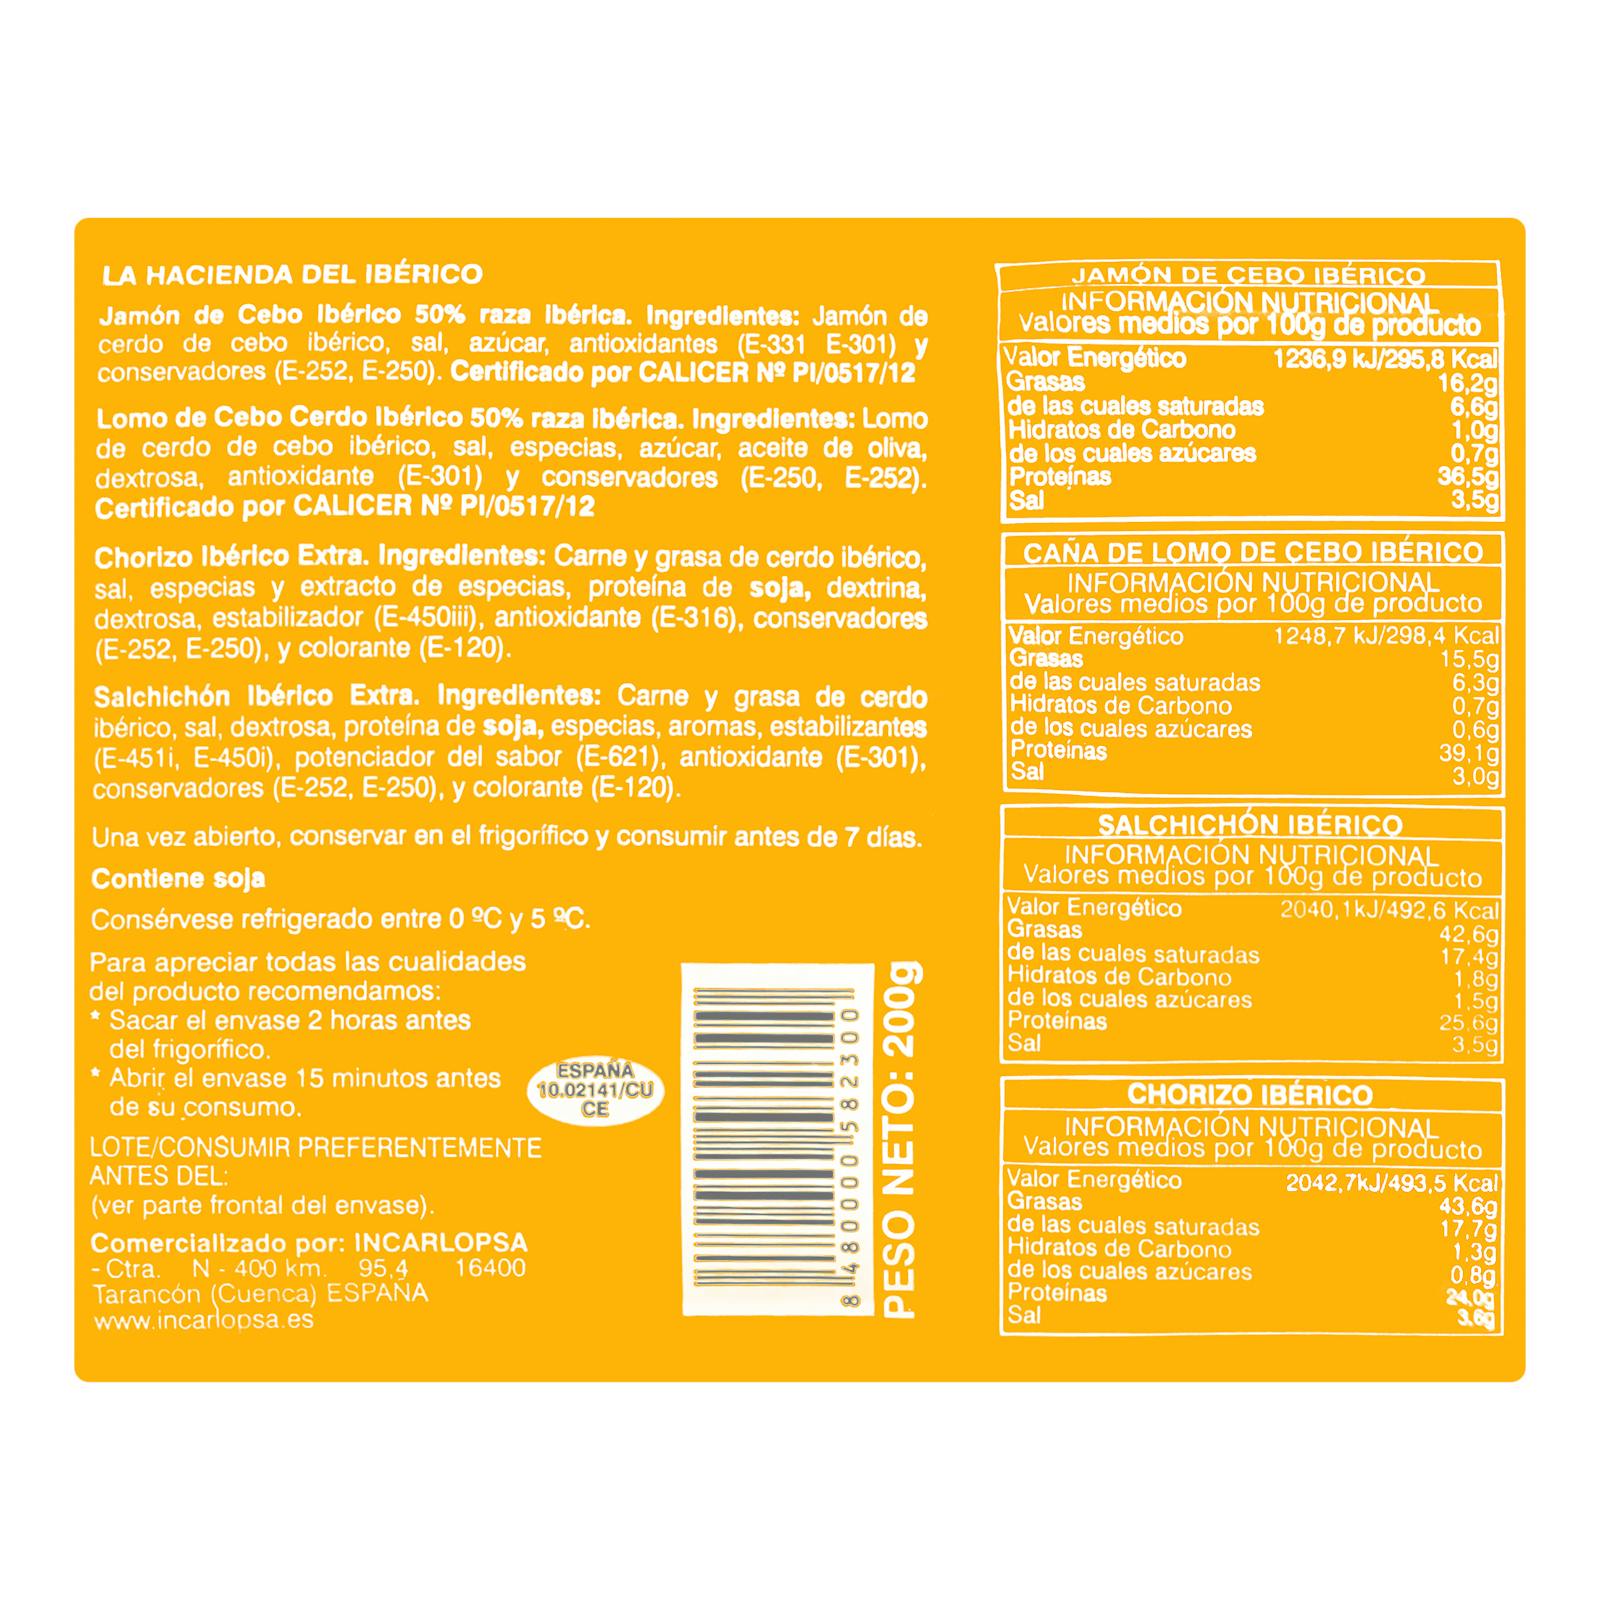 LA HACIENDA DEL IBÉRICO
Jamón de Cebo Ibérico 50% raza Ibérica. Ingredientes: Jamón de
cerdo de cebo ibérico, sal, azúcar, antioxidantes (E-331 E-301) y
conservadores (E-252, E-250). Certificado por CALICER Nº PI/0517/12
Lomo de Cebo Cerdo Ibérico 50% raza Ibérica. Ingredientes: Lomo
de cerdo de cebo ibérico, sal, especias, azúcar, aceite de oliva,
dextrosa, antioxidante (E-301) y conservadores (E-250, E-252).
Certificado por CALICER Nº PI/0517/12
Chorizo Ibérico Extra. Ingredientes: Carne y grasa de cerdo ibérico,
sal, especias y extracto de especias, proteína de soja, dextrina,
dextrosa, estabilizador (E-450iii), antioxidante (E-316), conservadores
(E-252, E-250), y colorante (E-120).
Salchichón Ibérico Extra. Ingredientes: Carne y grasa de cerdo
ibérico, sal, dextrosa, proteína de soja, especias, aromas, estabilizantes
(E-451i, E-450i), potenciador del sabor (E-621), antioxidante (E-301),
conservadores (E-252, E-250), y colorante (E-120).
Una vez abierto, conservar en el frigorífico y consumir antes de 7 días.
Contiene soja
Consérvese refrigerado entre 0 ºC y 5 ºC.
Para apreciar todas las cualidades
del producto recomendamos:
* Sacar el envase 2 horas antes
del frigorífico.
* Abrir el envase 15 minutos antes
de su consumo.
LOTE/CONSUMIR PREFERENTEMENTE
ANTES DEL:
(ver parte frontal del envase).
Comercializado por: INCARLOPSA
- Ctra. N - 400 km. 95,4 16400
Tarancón (Cuenca) ESPAÑA
www.incarlopsa.es
ESPAÑA
10.02141/CU
CE
8 480005 82300
PESO NETO: 200g
JAMÓN DE CEBO IBÉRICO
INFORMACIÓN NUTRICIONAL
Valores medios por 100g de producto
Valor Energético 1236,9 kJ/295,8 Kcal
Grasas 16,2g
de las cuales saturadas 6,6g
Hidratos de Carbono 1,0g
de los cuales azúcares 0,7g
Proteínas 36,5g
Sal 3,5g
CAÑA DE LOMO DE CEBO IBÉRICO
INFORMACIÓN NUTRICIONAL
Valores medios por 100g de producto
Valor Energético 1248,7 kJ/298,4 Kcal
Grasas 15,5g
de las cuales saturadas 6,3g
Hidratos de Carbono 0,7g
de los cuales azúcares 0,6g
Proteínas 39,1g
Sal 3,0g
SALCHICHÓN IBÉRICO
INFORMACIÓN NUTRICIONAL
Valores medios por 100g de producto
Valor Energético 2040,1kJ/492,6 Kcal
Grasas 42,6g
de las cuales saturadas 17,4g
Hidratos de Carbono 1,8g
de los cuales azúcares 1,5g
Proteínas 25,6g
Sal 3,5g
CHORIZO IBÉRICO
INFORMACIÓN NUTRICIONAL
Valores medios por 100g de producto
Valor Energético 2042,7kJ/493,5 Kcal
Grasas 43,6g
de las cuales saturadas 17,7g
Hidratos de Carbono 1,3g
de los cuales azúcares 0,8g
Proteínas 24,0g
Sal 3,6g